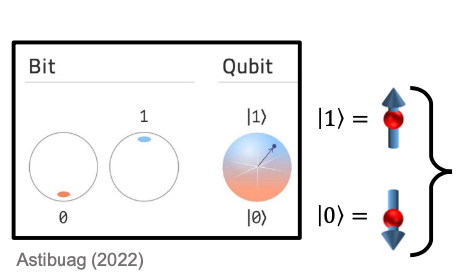 Bit
Qubit
1
0
|1⟩
|0⟩
|1⟩ =
|0⟩ =
Astibuag (2022)